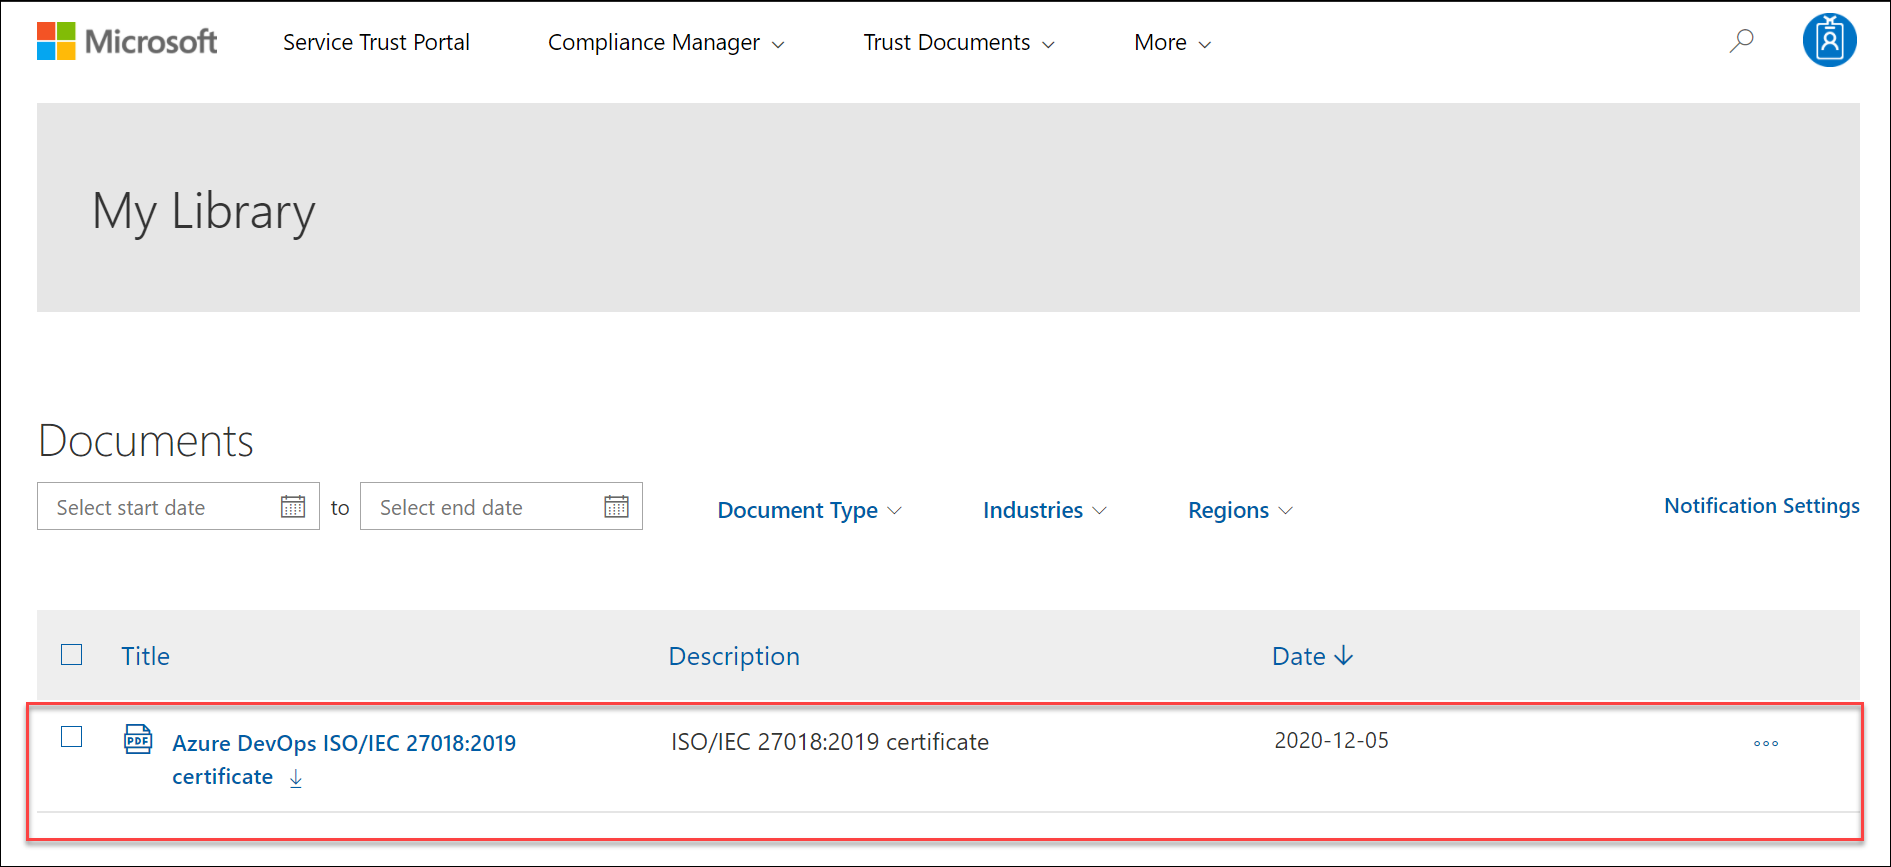 Microsoft Service Trust Portal Compliance Manager Trust Documents More
My Library
Documents
Select start date to Select end date Document Type Industries Regions Notification Settings
Title Description Date
PDF Azure DevOps ISO/IEC 27018:2019 ISO/IEC 27018:2019 certificate 2020-12-05
certificate